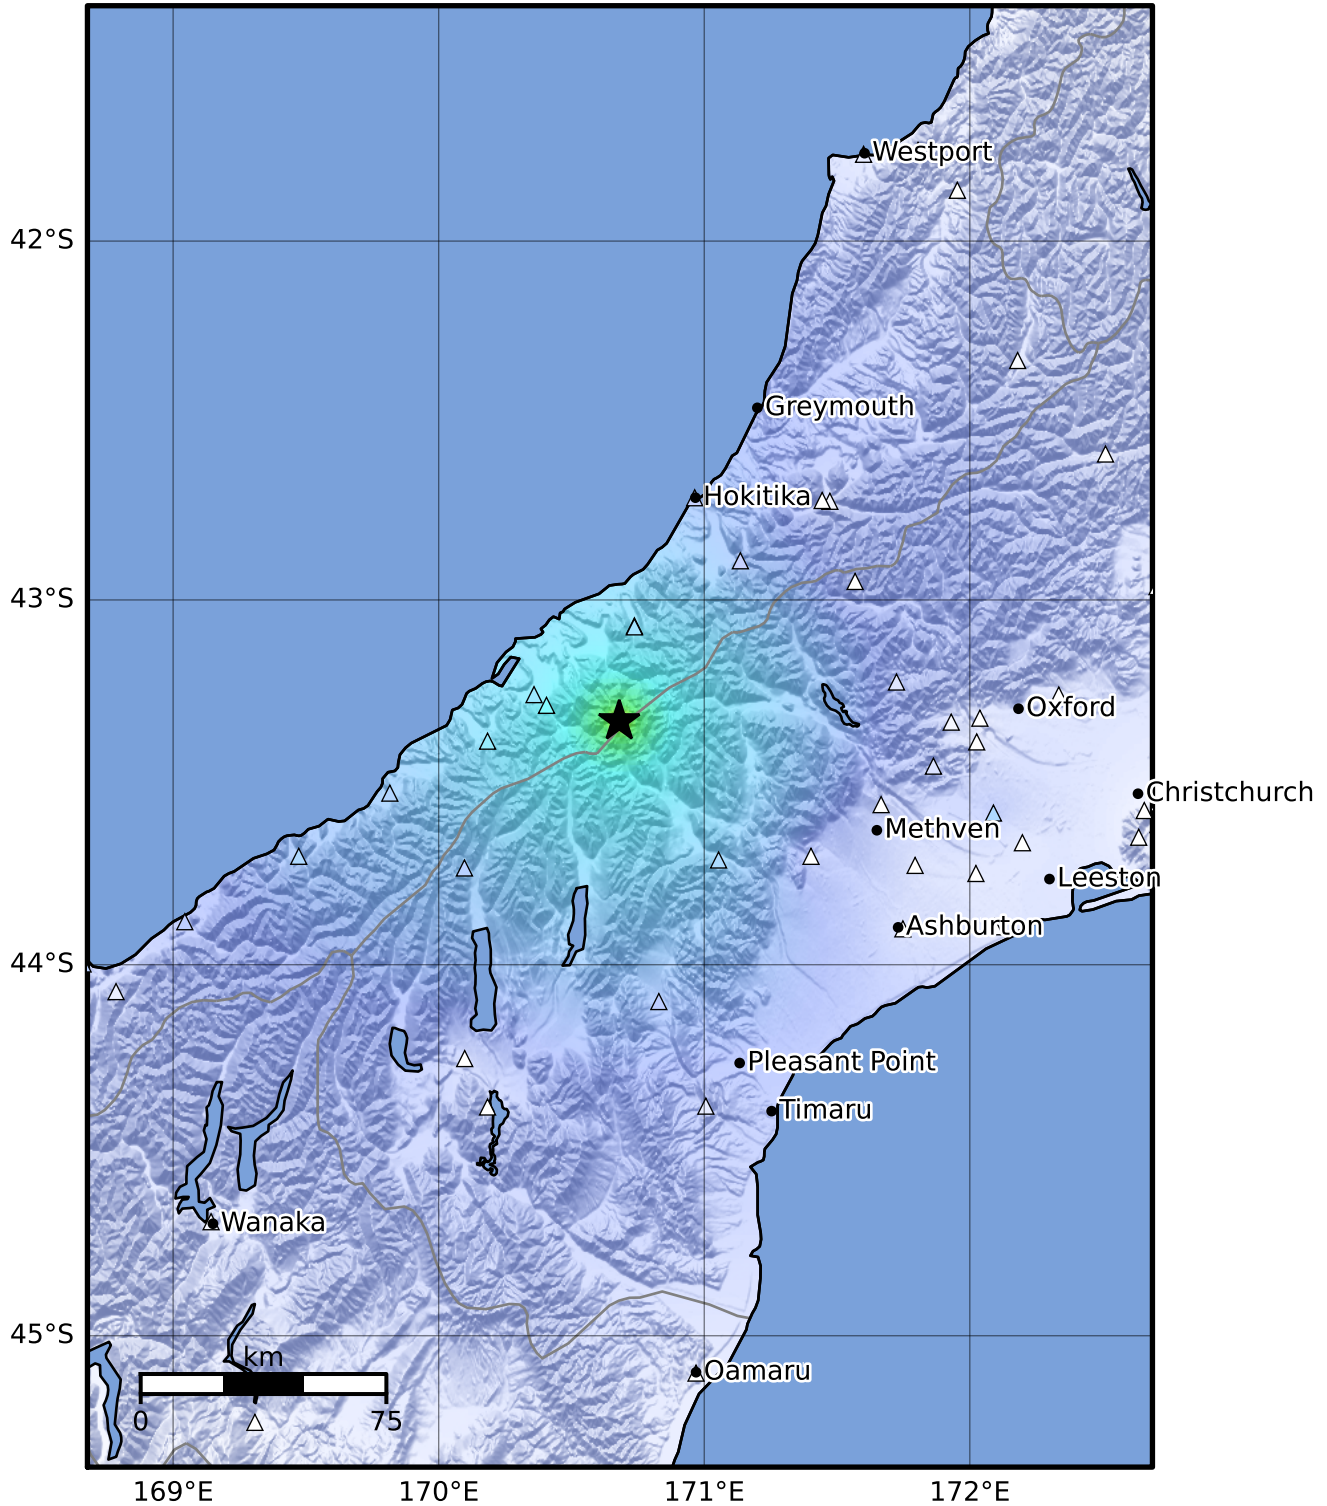 Westport
42°S
Greymouth
Hokitika
43°S
Oxford
Christchurch
Methven
Leeston
Ashburton
44°S
Pleasant Point
Timaru
Wanaka
45°S
km
Oamaru
0 75
169°E 170°E 171°E 172°E